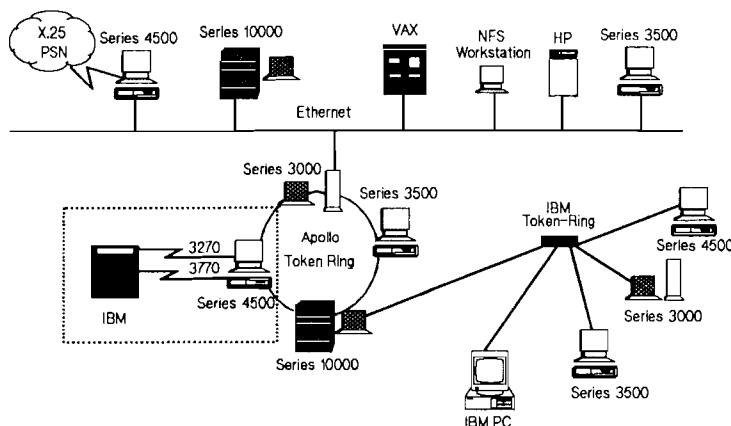 X.25
PSN
Series 4500
Series 10000
VAX
NFS
Workstation
HP
Series 3500
Ethernet
Series 3000
Series 3500
Apollo
Token Ring
3270
3770
Series 4500
IBM
Series 10000
IBM
Token-Ring
Series 4500
Series 3000
Series 3500
IBM PC